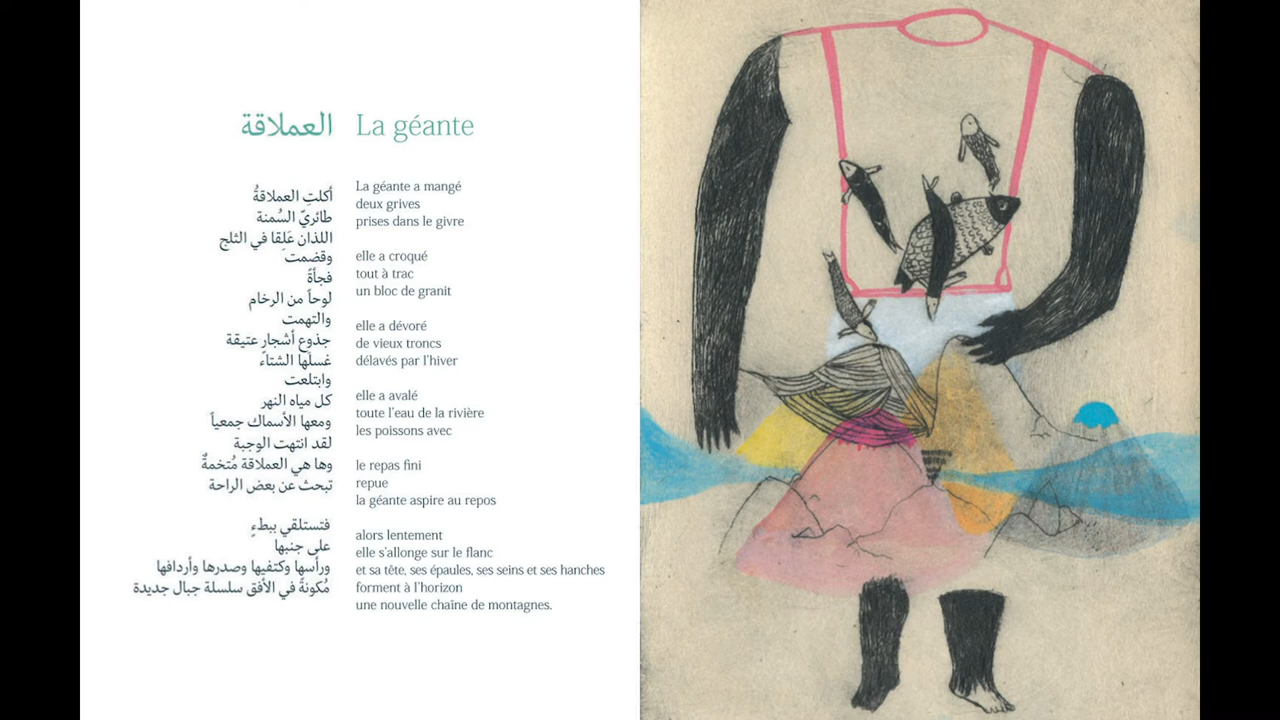 العملاقة
أكلتِ العملاقةُ
طائريّ السُمنة
اللذان عَلِقا في الثلج
وقضمت
فجأةً
لوحاً من الرخام
والتهمت
جذوع أشجارٍ عتيقة
غسلها الشتاء
وابتلعت
كل مياه النهر
ومعها الأسماك جمعياً
لقد انتهت الوجبة
وها هي العملاقة مُتخمةٌ
تبحث عن بعض الراحة
فتستلقي ببطءٍ
على جنبها
ورأسها وكتفيها وصدرها وأردافها
مُكونةً في الأفق سلسلة جبال جديدة
La géante
La géante a mangé
deux grives
prises dans le givre
elle a croqué
tout à trac
un bloc de granit
elle a dévoré
de vieux troncs
délavés par l'hiver
elle a avalé
toute l'eau de la rivière
les poissons avec
le repas fini
repue
la géante aspire au repos
alors lentement
elle s'allonge sur le flanc
et sa tête, ses épaules, ses seins et ses hanches
forment à l'horizon
une nouvelle chaîne de montagnes.